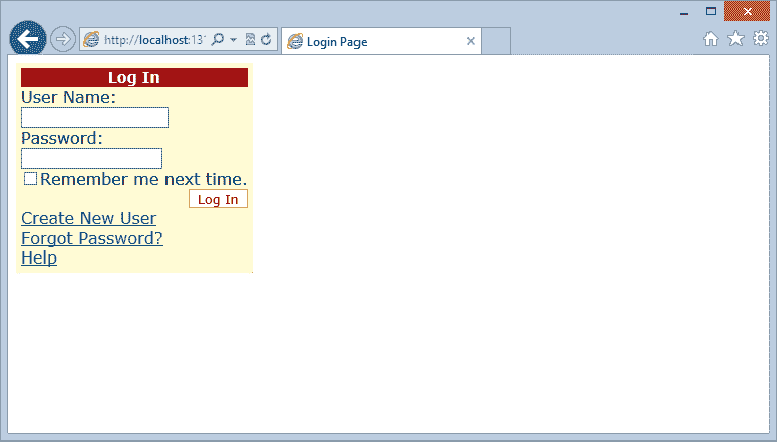 http://localhost:13
Login Page
Log In
User Name:
Password:
Remember me next time.
Log In
Create New User
Forgot Password?
Help